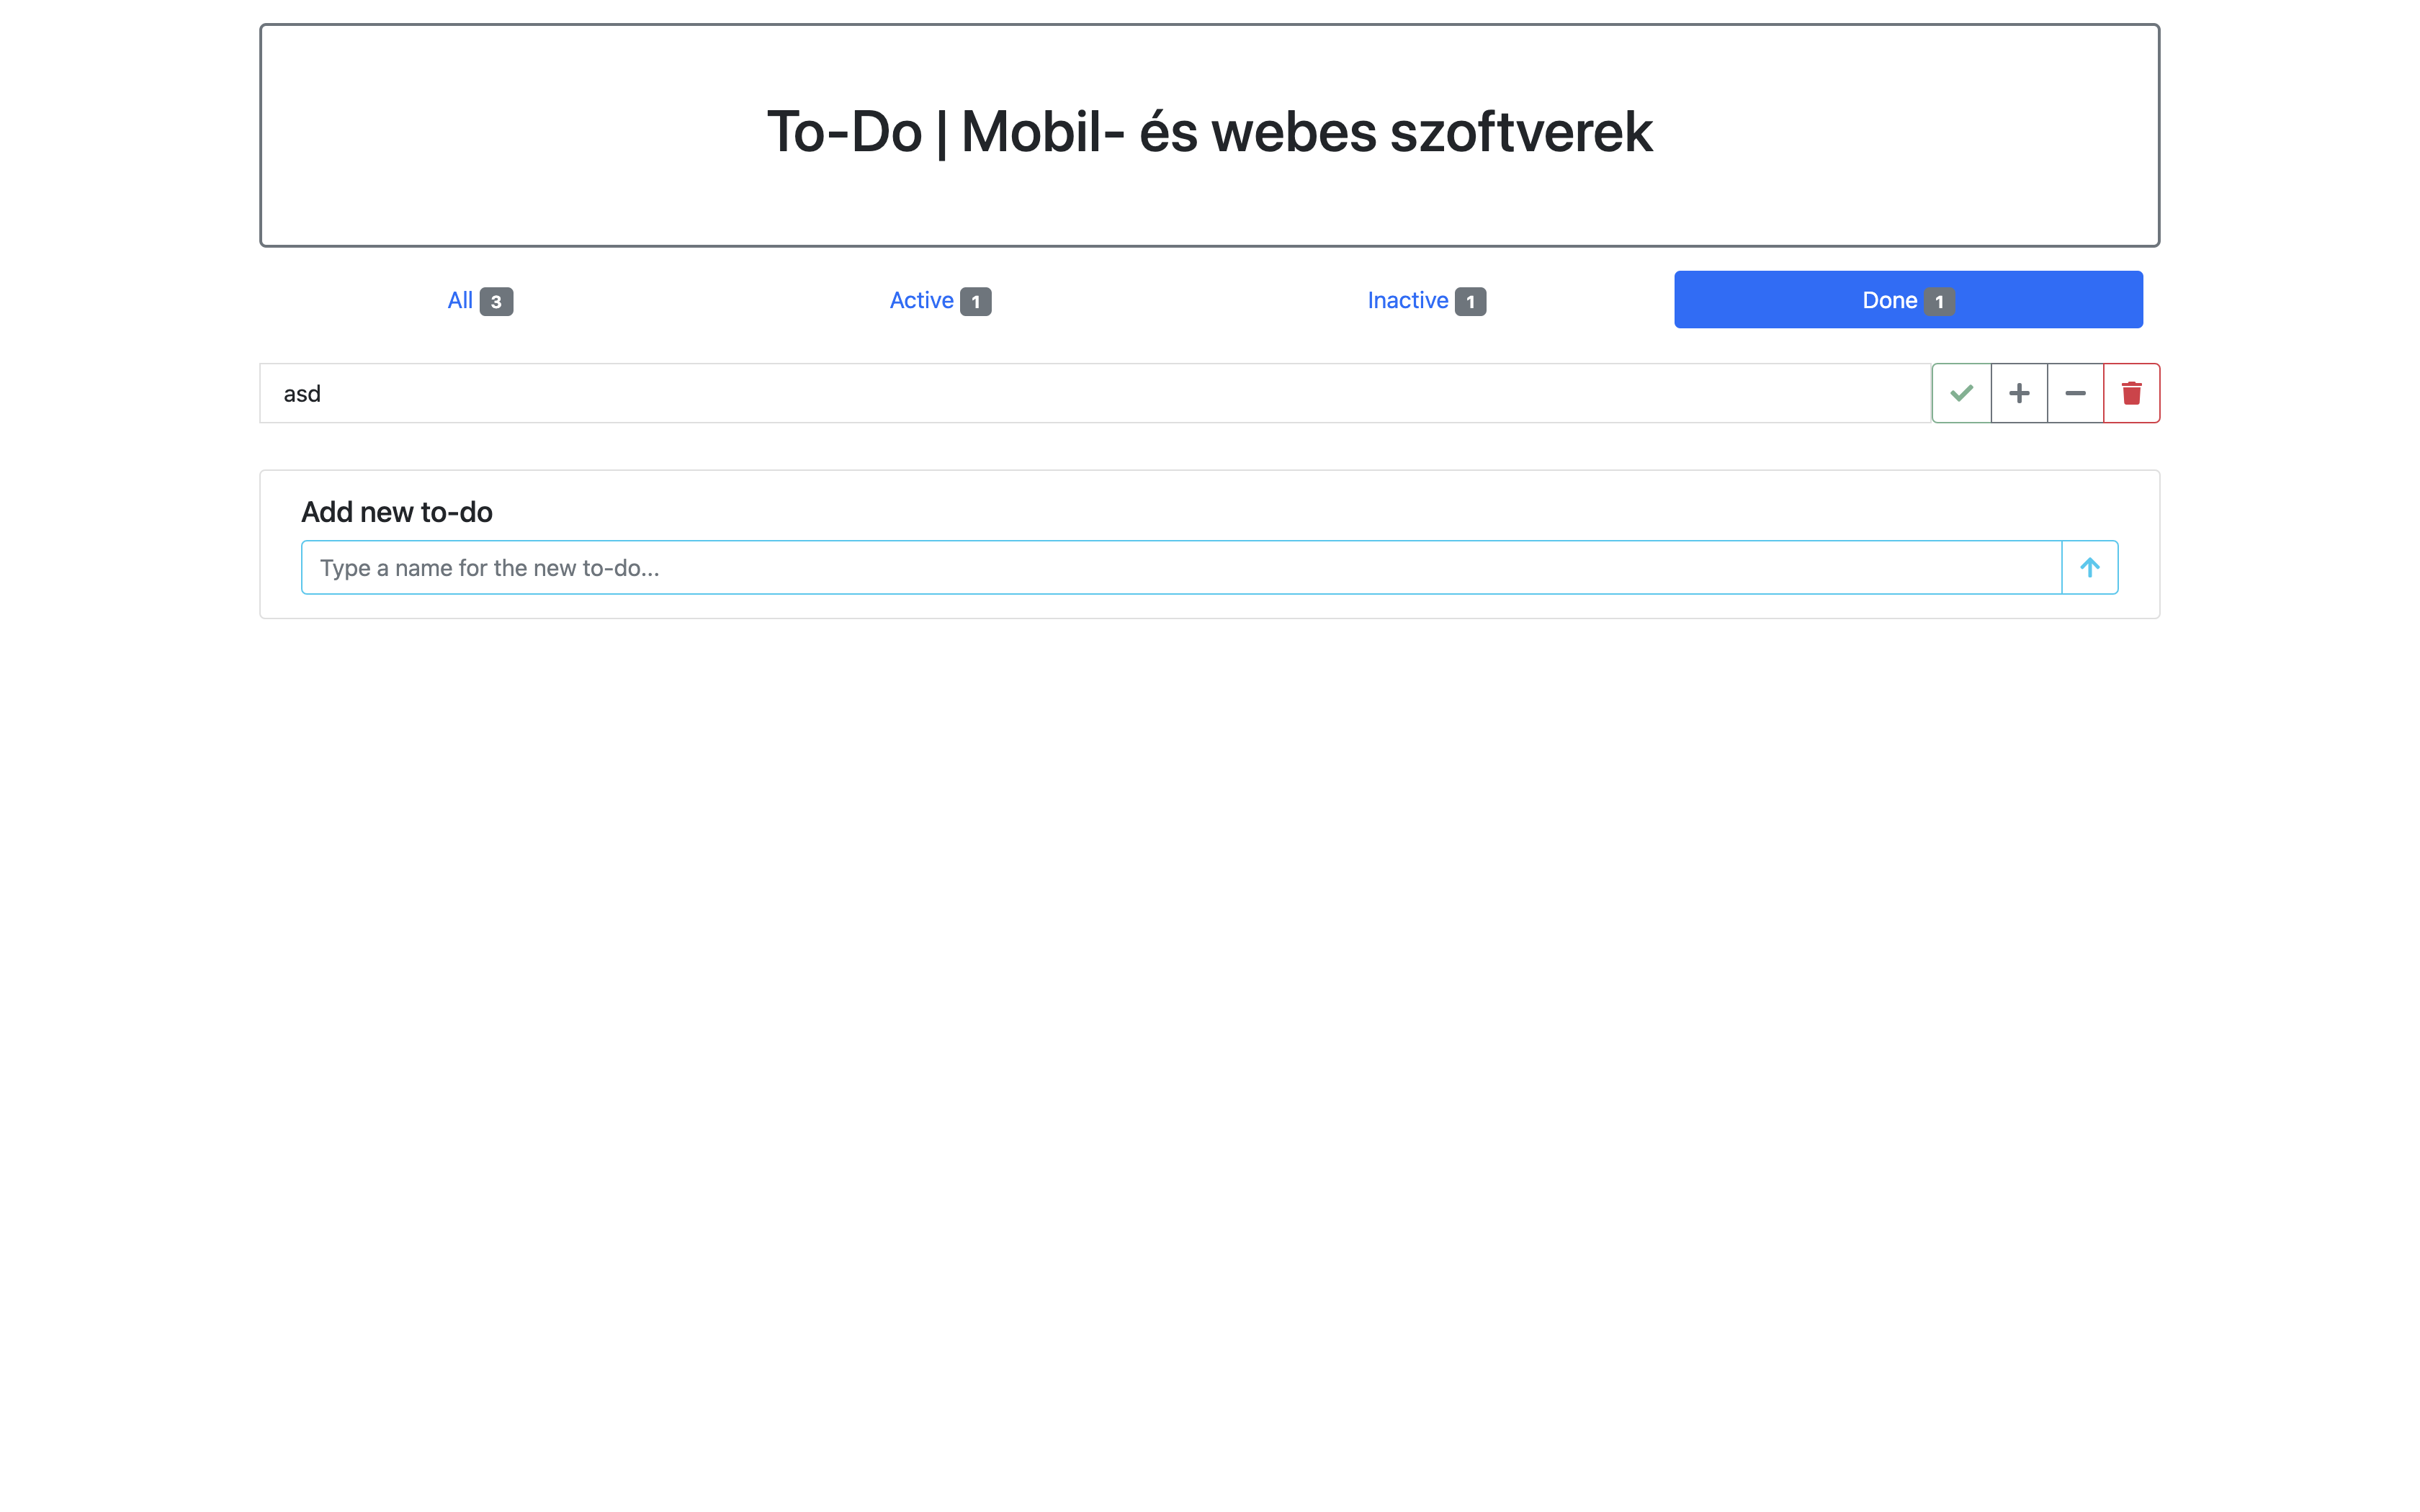 To-Do | Mobil- és webes szoftverek
All 3
Active 1
Inactive 1
Done 1
asd
Add new to-do
Type a name for the new to-do...